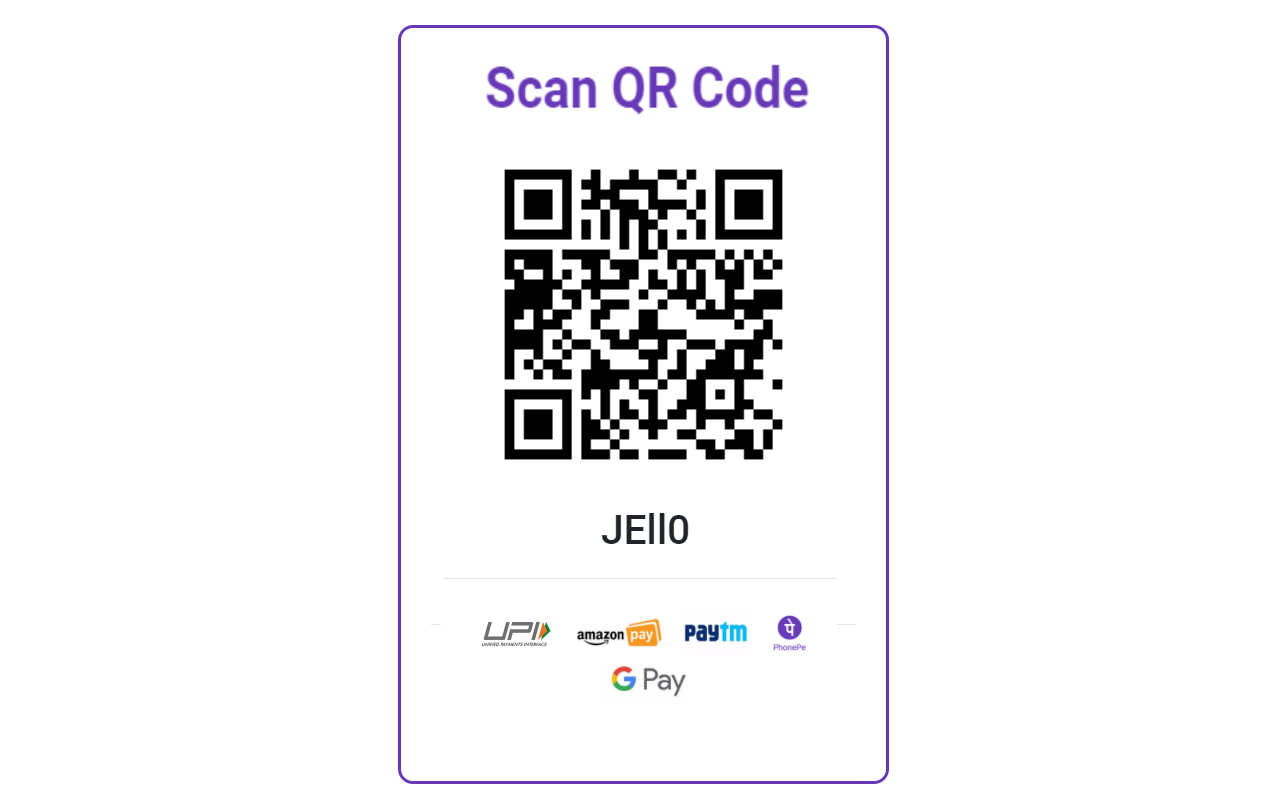 Scan QR Code
JEll0
UPI
UNIFIED PAYMENTS INTERFACE
amazon pay
paytm
पे
PhonePe
G Pay